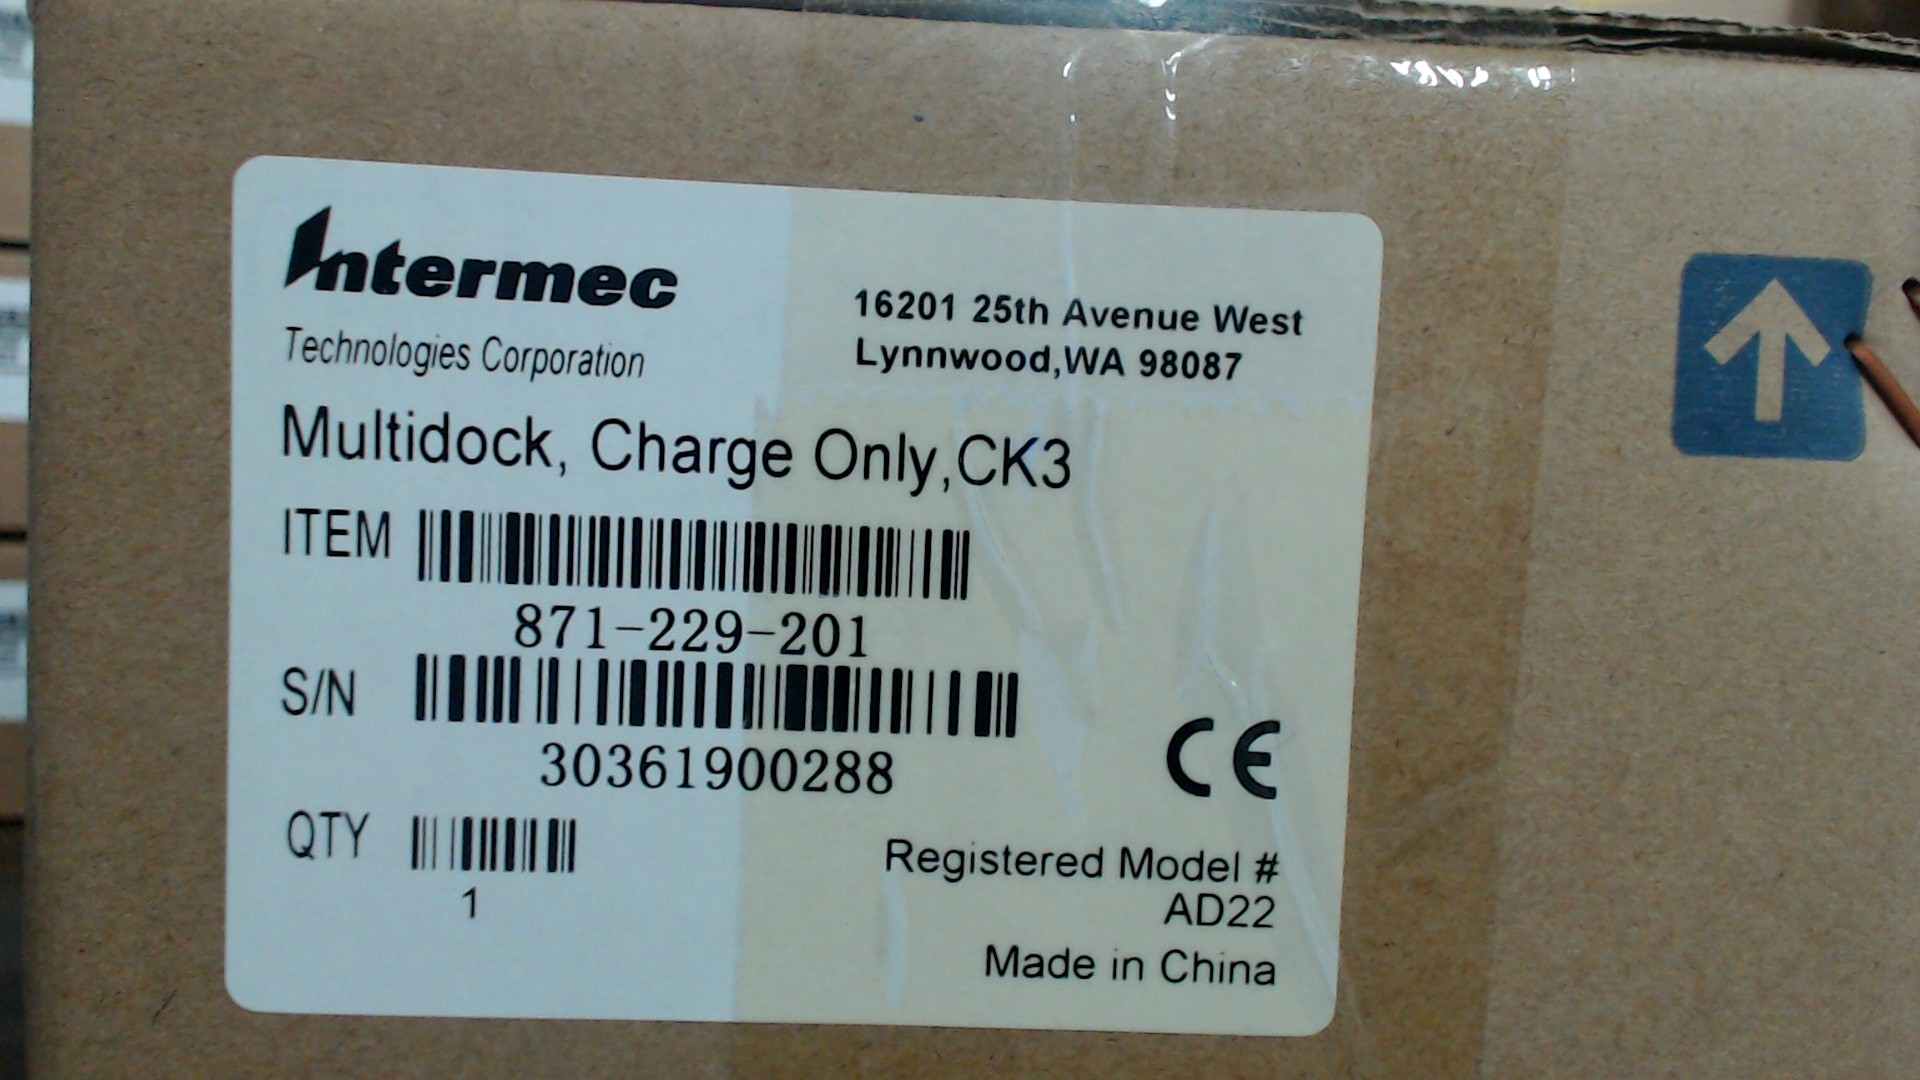 Intermec
Technologies Corporation
16201 25th Avenue West
Lynnwood,WA 98087
Multidock, Charge Only,CK3
ITEM
871-229-201
S/N
30361900288
CE
QTY
1
Registered Model #
AD22
Made in China